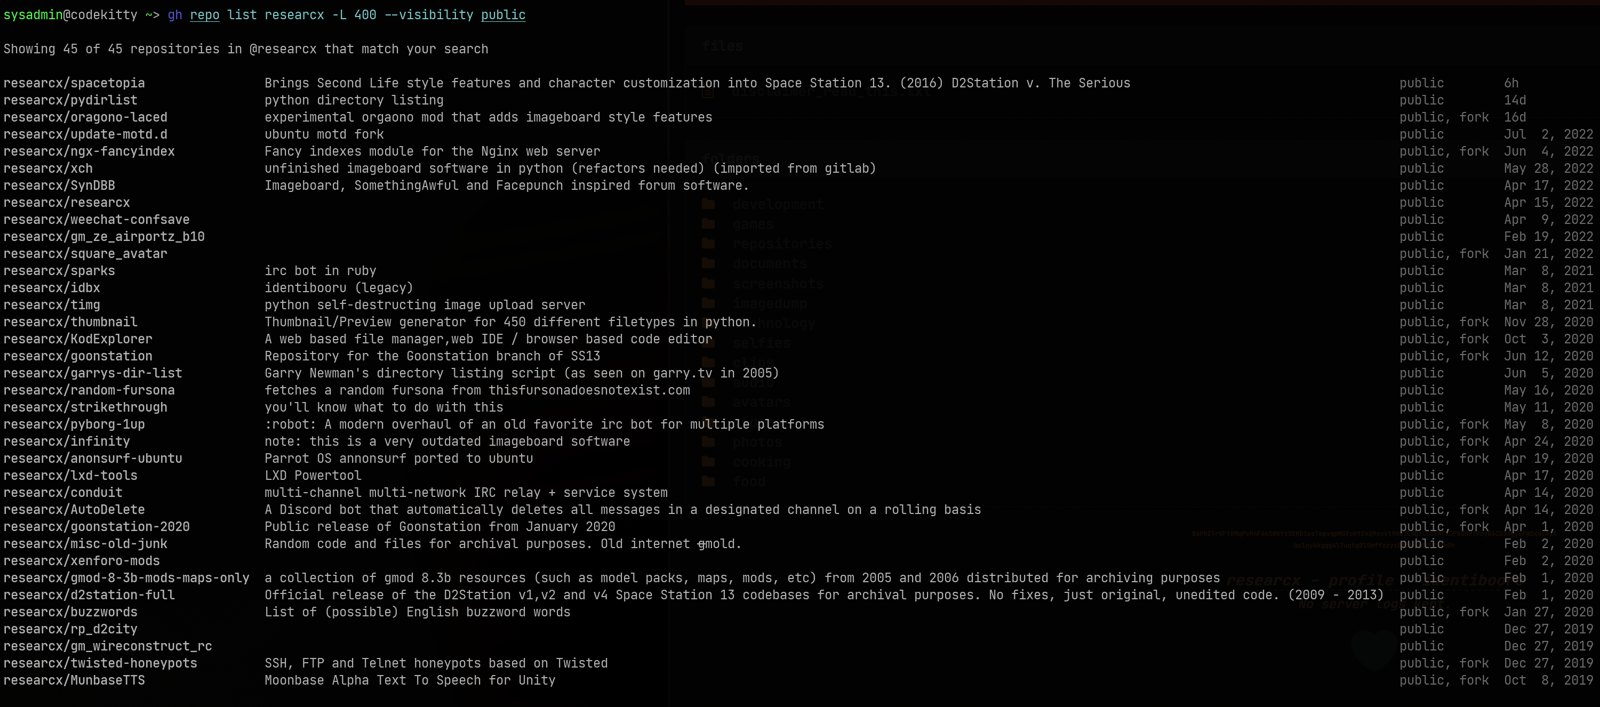 sysadmin@codekitty ~> gh repo list researcx -L 400 --visibility public
Showing 45 of 45 repositories in @researcx that match your search
researcx/spacetopia Brings Second Life style features and character customization into Space Station 13. (2016) D2Station v. The Serious public 6h
researcx/pydirlist python directory listing public 14d
researcx/oragono-laced experimental orgaono mod that adds imageboard style features public, fork 16d
researcx/update-motd.d ubuntu motd fork public Jul 2, 2022
researcx/ngx-fancyindex Fancy indexes module for the Nginx web server public, fork Jun 4, 2022
researcx/xch unfinished imageboard software in python (refactors needed) (imported from gitlab) public May 28, 2022
researcx/SynDBB Imageboard, SomethingAwful and Facepunch inspired forum software. public Apr 17, 2022
researcx/researcx public Apr 15, 2022
researcx/weechat-confsave public Apr 9, 2022
researcx/gm_ze_airportz_b10 public Feb 19, 2022
researcx/square_avatar public, fork Jan 21, 2022
researcx/sparks irc bot in ruby public Mar 8, 2021
researcx/idbx identibooru (legacy) public Mar 8, 2021
researcx/timg python self-destructing image upload server public Mar 8, 2021
researcx/thumbnail Thumbnail/Preview generator for 450 different filetypes in python. public, fork Nov 28, 2020
researcx/KodExplorer A web based file manager,web IDE / browser based code editor public, fork Oct 3, 2020
researcx/goonstation Repository for the Goonstation branch of SS13 public, fork Jun 12, 2020
researcx/garrys-dir-list Garry Newman's directory listing script (as seen on garry.tv in 2005) public Jun 5, 2020
researcx/random-fursona fetches a random fursona from thisfursonadoesnotexist.com public May 16, 2020
researcx/strikethrough you'll know what to do with this public May 11, 2020
researcx/pyborg-1up :robot: A modern overhaul of an old favorite irc bot for multiple platforms public, fork May 8, 2020
researcx/infinity note: this is a very outdated imageboard software public, fork Apr 24, 2020
researcx/anonsurf-ubuntu Parrot OS annonsurf ported to ubuntu public, fork Apr 19, 2020
researcx/lxd-tools LXD Powertool public Apr 17, 2020
researcx/conduit multi-channel multi-network IRC relay + service system public Apr 14, 2020
researcx/AutoDelete A Discord bot that automatically deletes all messages in a designated channel on a rolling basis public, fork Apr 14, 2020
researcx/goonstation-2020 Public release of Goonstation from January 2020 public, fork Apr 1, 2020
researcx/misc-old-junk Random code and files for archival purposes. Old internet g̶mold. public Feb 2, 2020
researcx/xenforo-mods public Feb 2, 2020
researcx/gmod-8-3b-mods-maps-only a collection of gmod 8.3b resources (such as model packs, maps, mods, etc) from 2005 and 2006 distributed for archiving purposes public Feb 1, 2020
researcx/d2station-full Official release of the D2Station v1,v2 and v4 Space Station 13 codebases for archival purposes. No fixes, just original, unedited code. (2009 - 2013) public Feb 1, 2020
researcx/buzzwords List of (possible) English buzzword words public, fork Jan 27, 2020
researcx/rp_d2city public Dec 27, 2019
researcx/gm_wireconstruct_rc public Dec 27, 2019
researcx/twisted-honeypots SSH, FTP and Telnet honeypots based on Twisted public, fork Dec 27, 2019
researcx/MunbaseTTS Moonbase Alpha Text To Speech for Unity public, fork Oct 8, 2019
files
folders
development
games
repositories
documents
screenshots
imagedump
technology
selfies
clips
audio
avatars
photos
cooking
food
researcx - profile